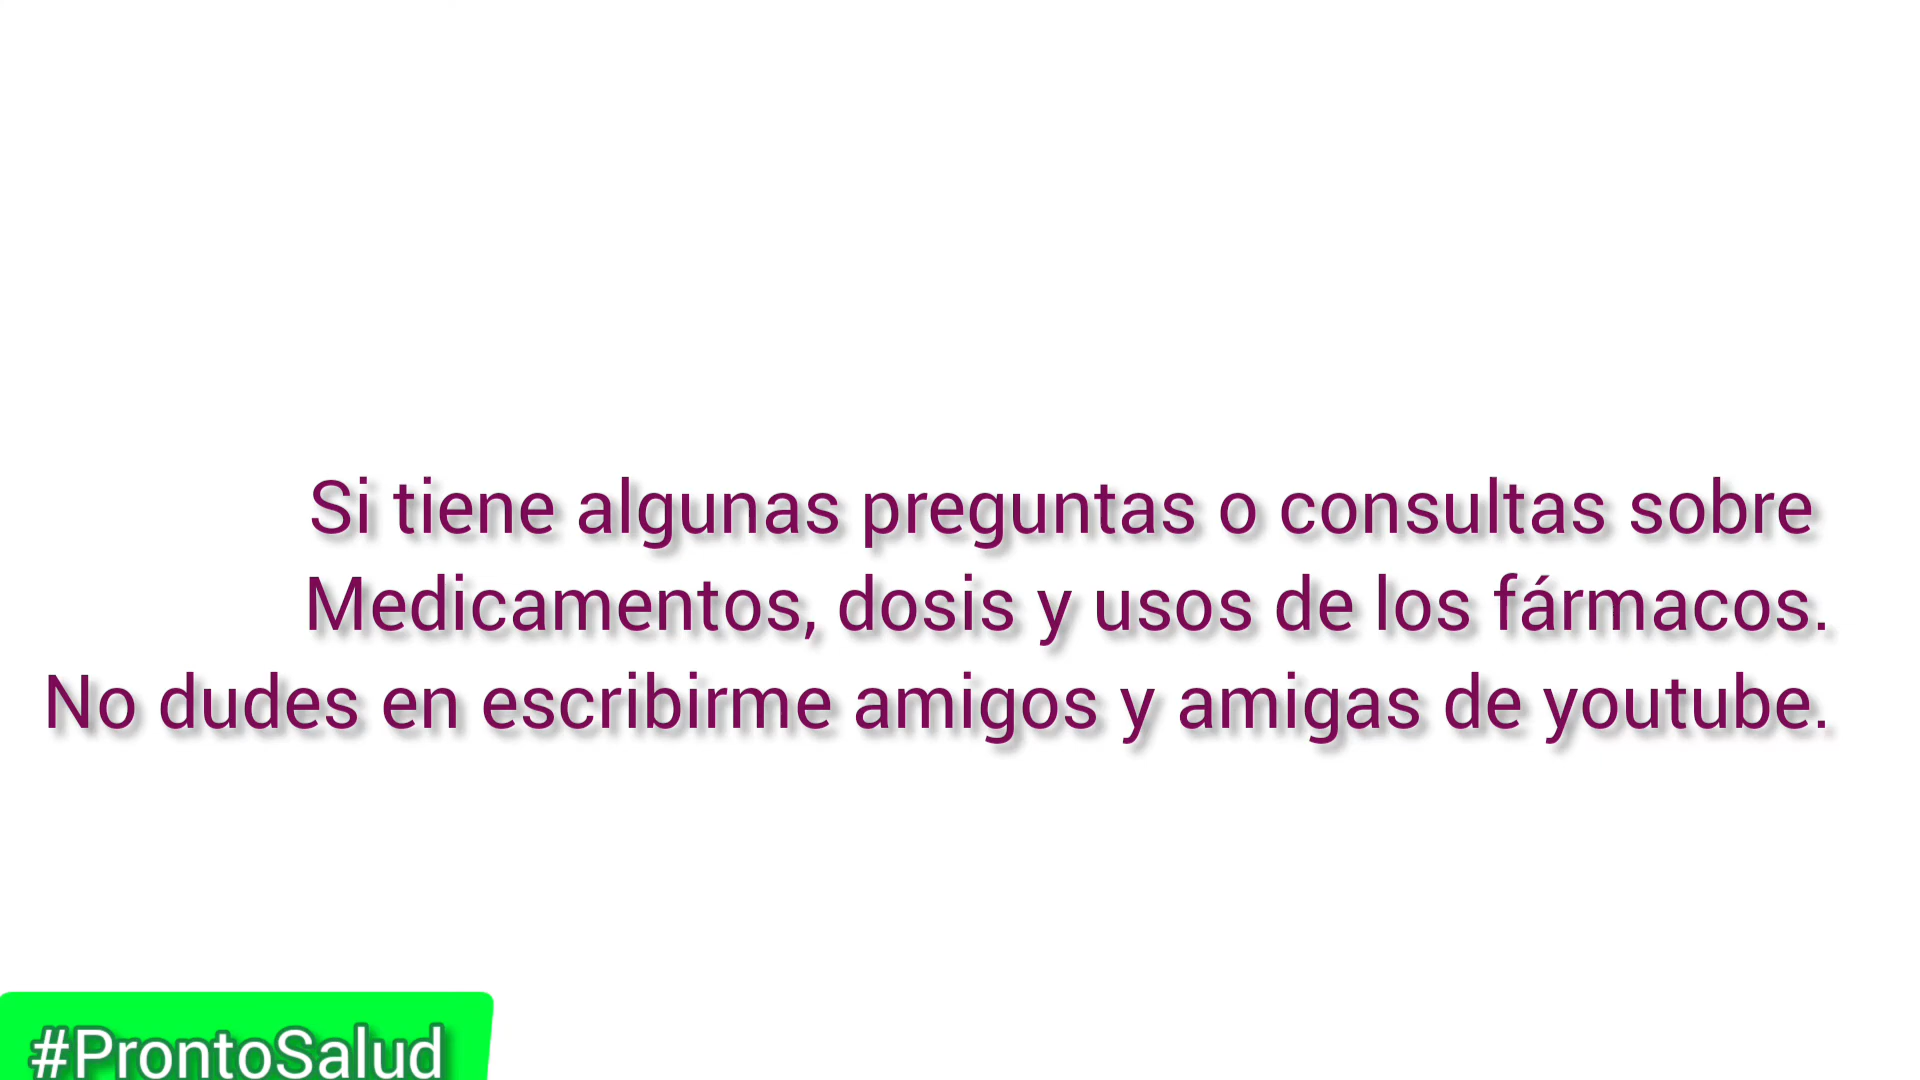 Si tiene algunas preguntas o consultas sobre
Medicamentos, dosis y usos de los fármacos.
No dudes en escribirme amigos y amigas de youtube.
#ProntoSalud